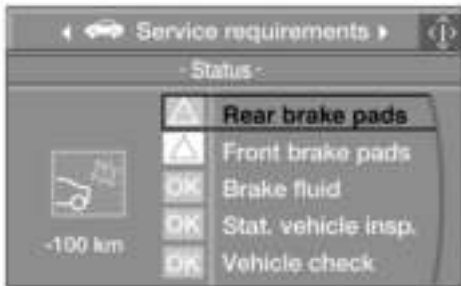 Service requirements
- Status -
Rear brake pads
Front brake pads
OK Brake fluid
OK Stat. vehicle insp.
-100 km
OK Vehicle check